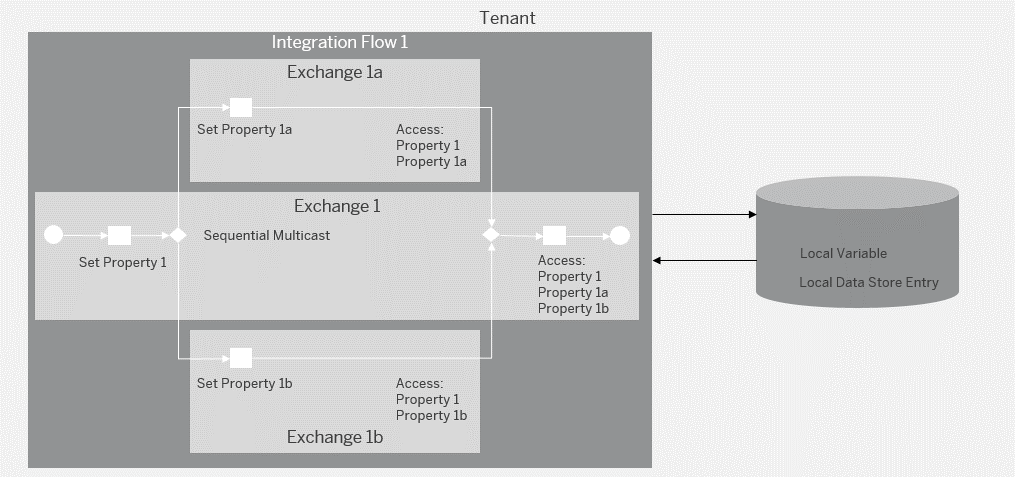 Tenant
Integration Flow 1
Exchange 1a
Set Property 1a
Access:
Property 1
Property 1a
Exchange 1
Sequential Multicast
Set Property 1
Access:
Property 1
Property 1a
Property 1b
Set Property 1b
Access:
Property 1
Property 1b
Exchange 1b
Local Variable
Local Data Store Entry